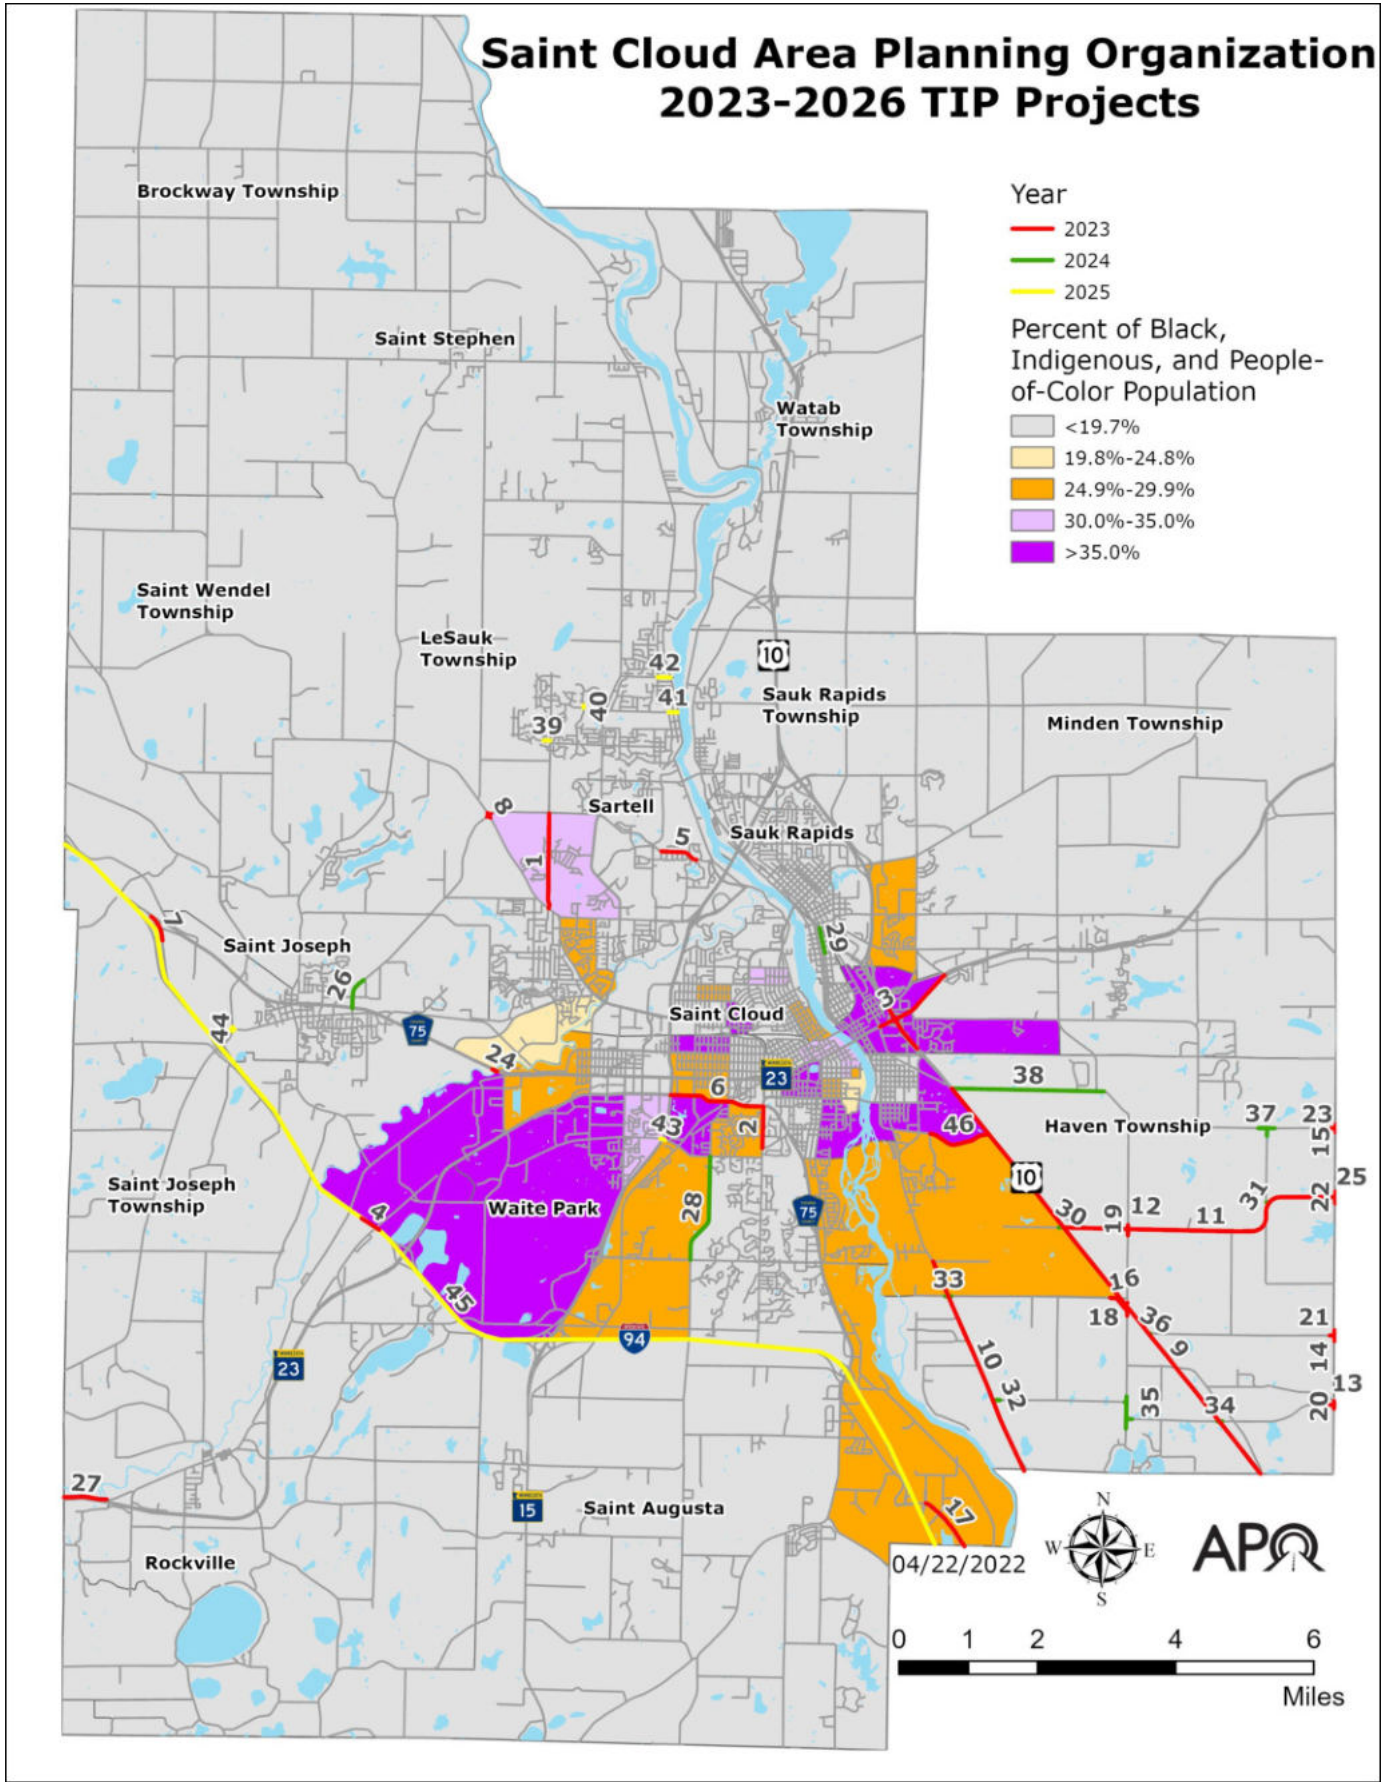 Saint Cloud Area Planning Organization
2023-2026 TIP Projects
Year
2023
2024
2025
Percent of Black,
Indigenous, and People-
of-Color Population
<19.7%
19.8%-24.8%
24.9%-29.9%
30.0%-35.0%
>35.0%
Brockway Township
Saint Stephen
Watab
Township
Saint Wendel
Township
LeSauk
Township
42
10
41
Sauk Rapids
Township
40
39
Minden Township
8
Sartell
5
Sauk Rapids
1
7
Saint Joseph
29
26
3
44
75
Saint Cloud
24
23
38
6
43
2
46
Haven Township
37
23
15
Saint Joseph
Township
Waite Park
28
75
10
25
31
22
4
30
19
12
11
45
33
16
18
36
21
94
9
10
14
23
32
35
34
13
20
27
15
Saint Augusta
17
Rockville
04/22/2022
N
W
E
S
APO
0
1
2
4
6
Miles